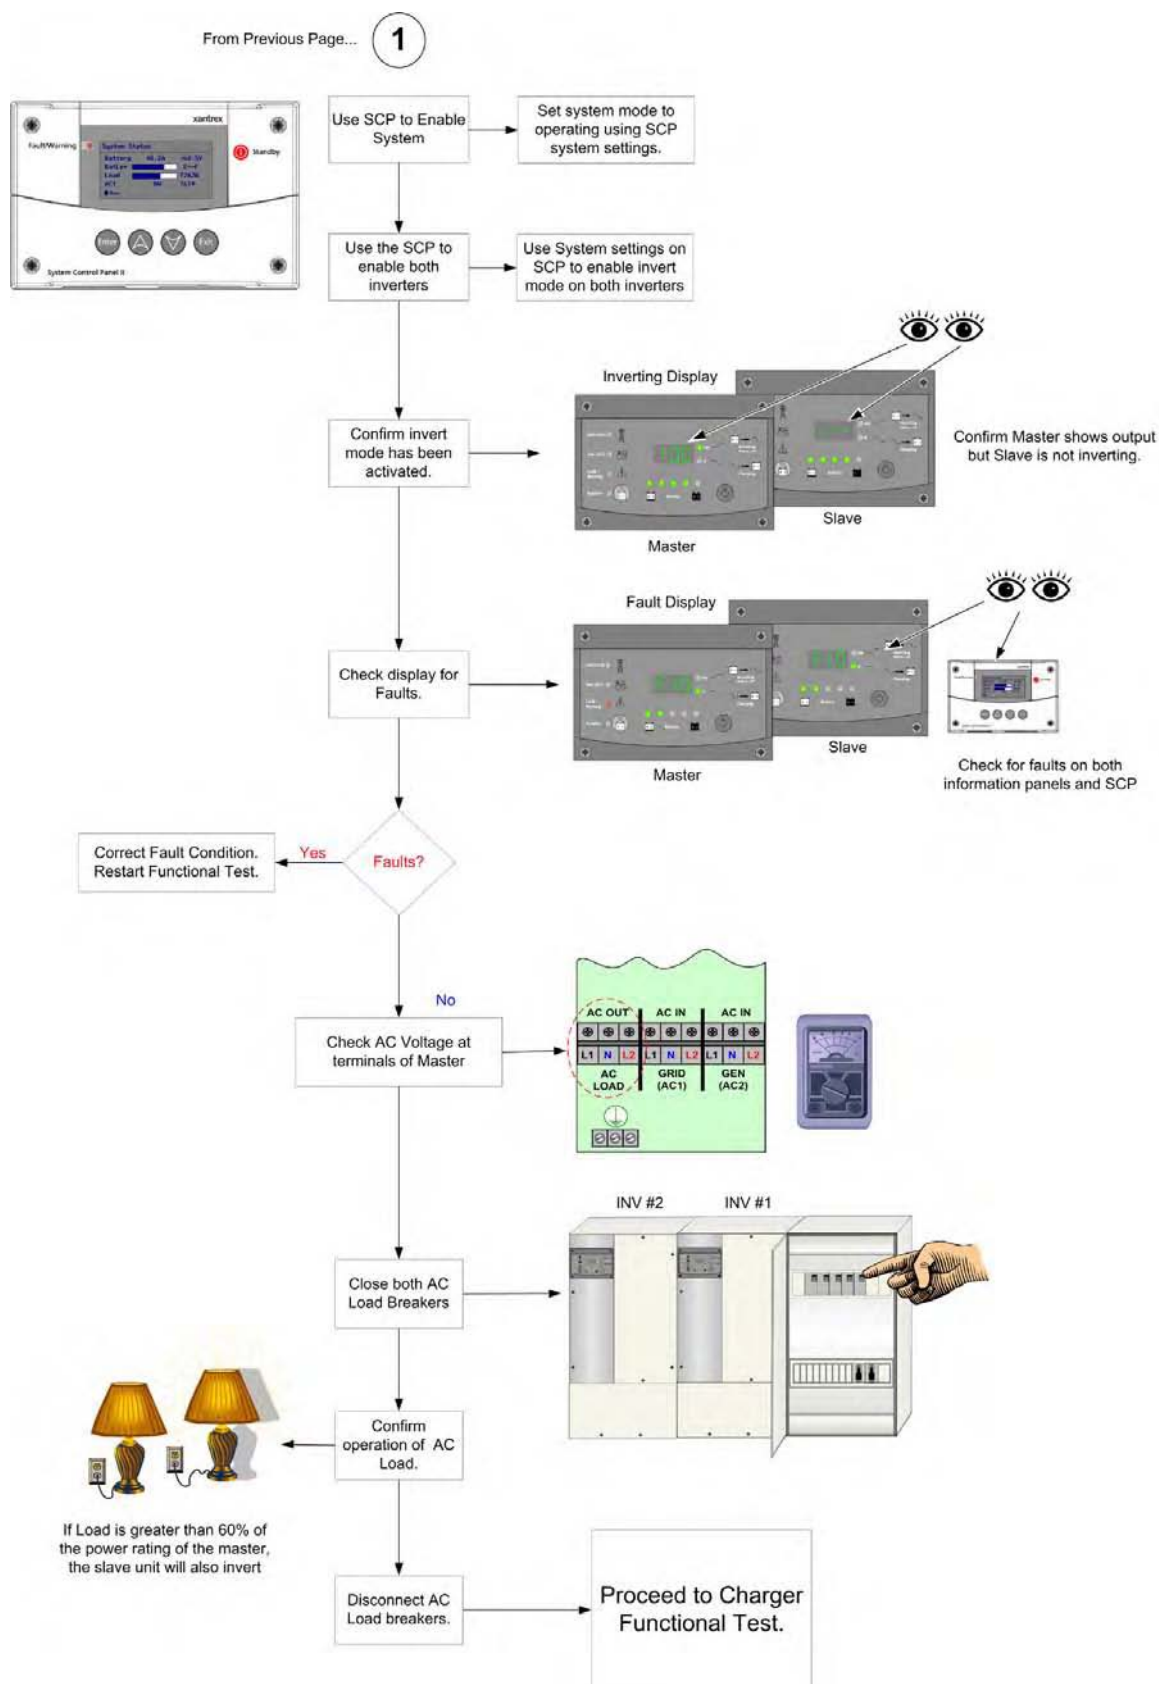 From Previous Page...
1
xantrex
Fault/Warning
Standby
System Status
Battery
Load
AC1
Enter
Exit
System Control Panel II
Use SCP to Enable
System
Set system mode to
operating using SCP
system settings.
Use the SCP to
enable both
inverters
Use System settings on
SCP to enable invert
mode on both inverters
Inverting Display
Confirm invert
mode has been
activated.
Confirm Master shows output
but Slave is not inverting.
Slave
Master
Fault Display
Check display for
Faults.
Slave
Master
Check for faults on both
information panels and SCP
Correct Fault Condition.
Restart Functional Test.
Yes
Faults?
No
Check AC Voltage at
terminals of Master
AC OUT
AC IN
AC IN
L1 N L2 L1 N L2 L1 N L2
AC
LOAD
GRID
(AC1)
GEN
(AC2)
INV #2
INV #1
Close both AC
Load Breakers
Confirm
operation of AC
Load.
If Load is greater than 60% of
the power rating of the master,
the slave unit will also invert
Disconnect AC
Load breakers.
Proceed to Charger
Functional Test.